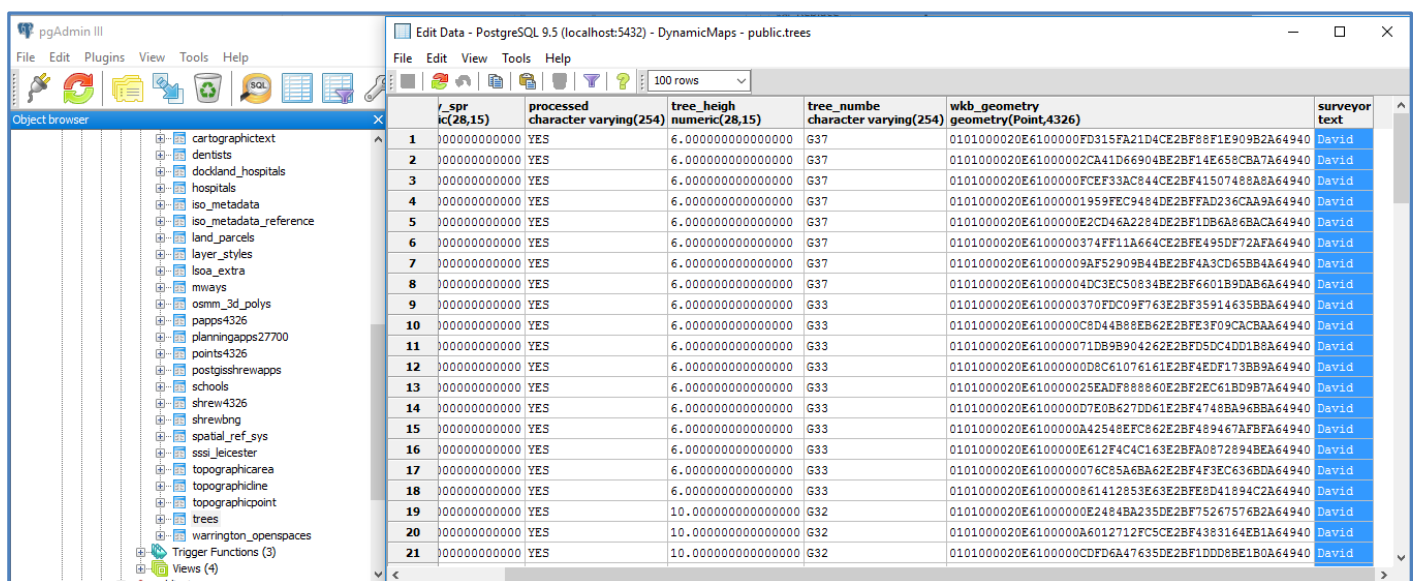 pgAdmin III
File Edit Plugins View Tools Help
SQL
Object browser
cartographictext
dentists
dockland_hospitals
hospitals
iso_metadata
iso_metadata_reference
land_parcels
layer_styles
lsoa_extra
mways
osmm_3d_polys
papps4326
planningapps27700
points4326
postgisshrewapps
schools
shrew4326
shrewbng
spatial_ref_sys
sssi_leicester
topographicarea
topographicline
topographicpoint
trees
warrington_openspaces
Trigger Functions (3)
Views (4)
Edit Data - PostgreSQL 9.5 (localhost:5432) - DynamicMaps - public.trees
File Edit View Tools Help
100 rows
_spr processed tree_heigh tree_numbe wkb_geometry surveyor
ic(28,15) character varying(254) numeric(28,15) character varying(254) geometry(Point,4326) text
1 000000000000 YES 6.000000000000000 G37 0101000020E6100000FD315FA21D4CE2BF88F1E909B2A64940 David
2 000000000000 YES 6.000000000000000 G37 0101000020E61000002CA41D66904BE2BF14E658CBA7A64940 David
3 000000000000 YES 6.000000000000000 G37 0101000020E6100000FCEF33AC844CE2BF41507488A8A64940 David
4 000000000000 YES 6.000000000000000 G37 0101000020E61000001959FEC9484DE2BFFAD236CAA9A64940 David
5 000000000000 YES 6.000000000000000 G37 0101000020E6100000E2CD46A2284DE2BF1DB6A86BACA64940 David
6 000000000000 YES 6.000000000000000 G37 0101000020E6100000374FF11A664CE2BFE495DF72AFA64940 David
7 000000000000 YES 6.000000000000000 G37 0101000020E61000009AF52909B44BE2BF4A3CD65BB4A64940 David
8 000000000000 YES 6.000000000000000 G37 0101000020E61000004DC3EC50834BE2BF6601B9DAB6A64940 David
9 000000000000 YES 6.000000000000000 G33 0101000020E6100000370FDC09F763E2BF35914635BBA64940 David
10 000000000000 YES 6.000000000000000 G33 0101000020E6100000C8D44B88EB62E2BFE3F09CACBAA64940 David
11 000000000000 YES 6.000000000000000 G33 0101000020E610000071DB9B904262E2BFD5DC4DD1B8A64940 David
12 000000000000 YES 6.000000000000000 G33 0101000020E6100000D8C61076161E2BF4EDF173BB9A64940 David
13 000000000000 YES 6.000000000000000 G33 0101000020E610000025EADF888860E2BF2EC61BD9B7A64940 David
14 000000000000 YES 6.000000000000000 G33 0101000020E6100000D7E0B627DD61E2BF4748BA96BBA64940 David
15 000000000000 YES 6.000000000000000 G33 0101000020E6100000A42548EFC862E2BF489467AFBFA64940 David
16 000000000000 YES 6.000000000000000 G33 0101000020E6100000E612F4C4C163E2BFA0872894BEA64940 David
17 000000000000 YES 6.000000000000000 G33 0101000020E6100000076C85A6BA62E2BF4F3EC636BDA64940 David
18 000000000000 YES 6.000000000000000 G33 0101000020E6100000861412853E63E2BFE8D41894C2A64940 David
19 000000000000 YES 10.000000000000000 G32 0101000020E61000000E2484BA235DE2BF75267576B2A64940 David
20 000000000000 YES 10.000000000000000 G32 0101000020E6100000A6012712FC5CE2BF4383164EB1A64940 David
21 000000000000 YES 10.000000000000000 G32 0101000020E6100000CDFD6A47635DE2BF1DDD8BE1B0A64940 David